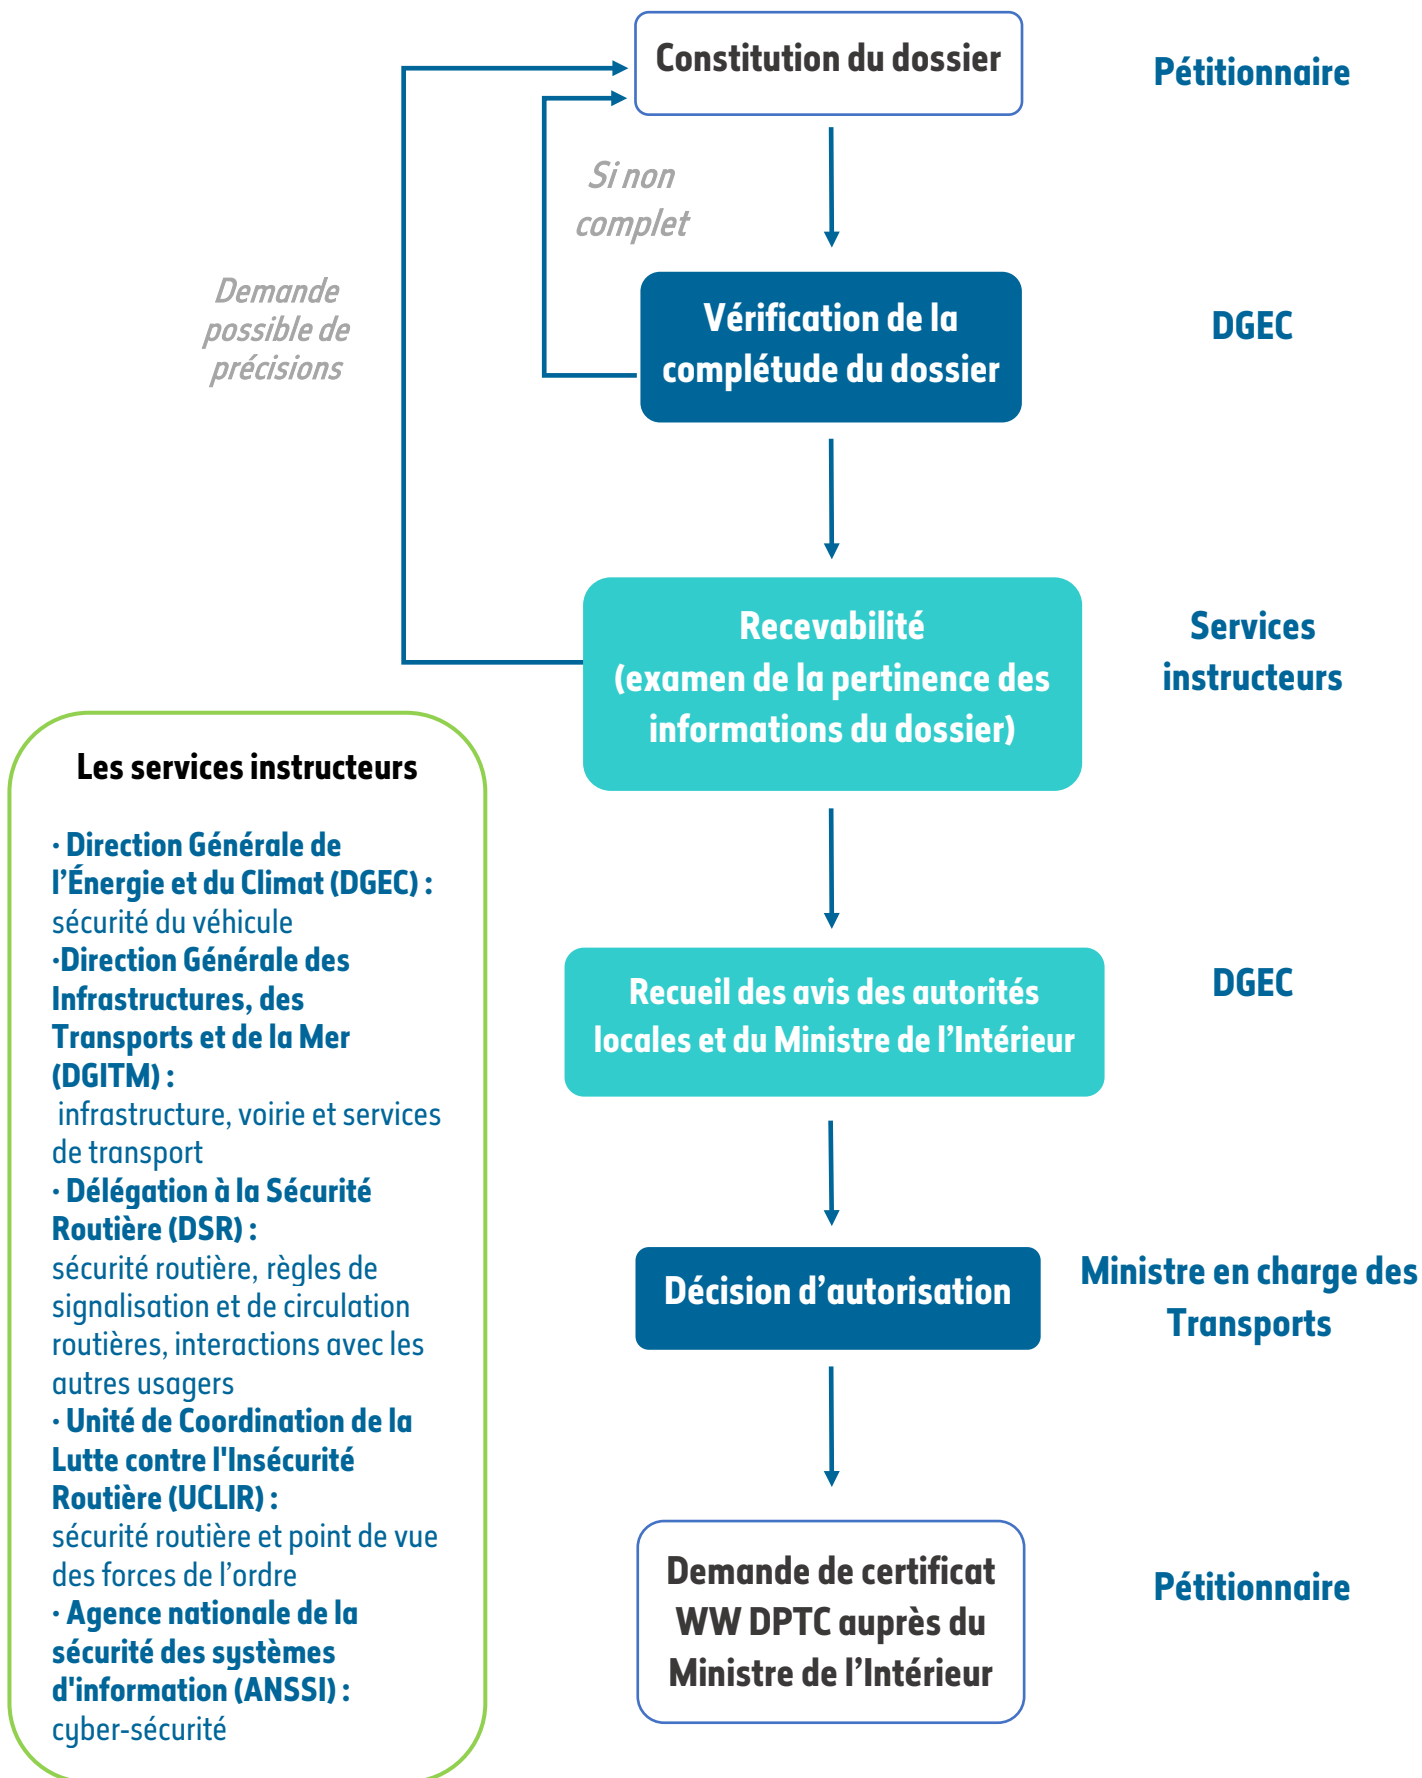 Constitution du dossier
Pétitionnaire
Si non
complet
Demande
possible de
précisions
Vérification de la
complétude du dossier
DGEC
Recevabilité
(examen de la pertinence des
informations du dossier)
Services
instructeurs
Recueil des avis des autorités
locales et du Ministre de l’Intérieur
DGEC
Décision d’autorisation
Ministre en charge des
Transports
Demande de certificat
WW DPTC auprès du
Ministre de l’Intérieur
Pétitionnaire
Les services instructeurs
· Direction Générale de
l’Énergie et du Climat (DGEC) :
sécurité du véhicule
·Direction Générale des
Infrastructures, des
Transports et de la Mer
(DGITM) :
infrastructure, voirie et services
de transport
· Délégation à la Sécurité
Routière (DSR) :
sécurité routière, règles de
signalisation et de circulation
routières, interactions avec les
autres usagers
· Unité de Coordination de la
Lutte contre l'Insécurité
Routière (UCLIR) :
sécurité routière et point de vue
des forces de l’ordre
· Agence nationale de la
sécurité des systèmes
d'information (ANSSI) :
cyber-sécurité